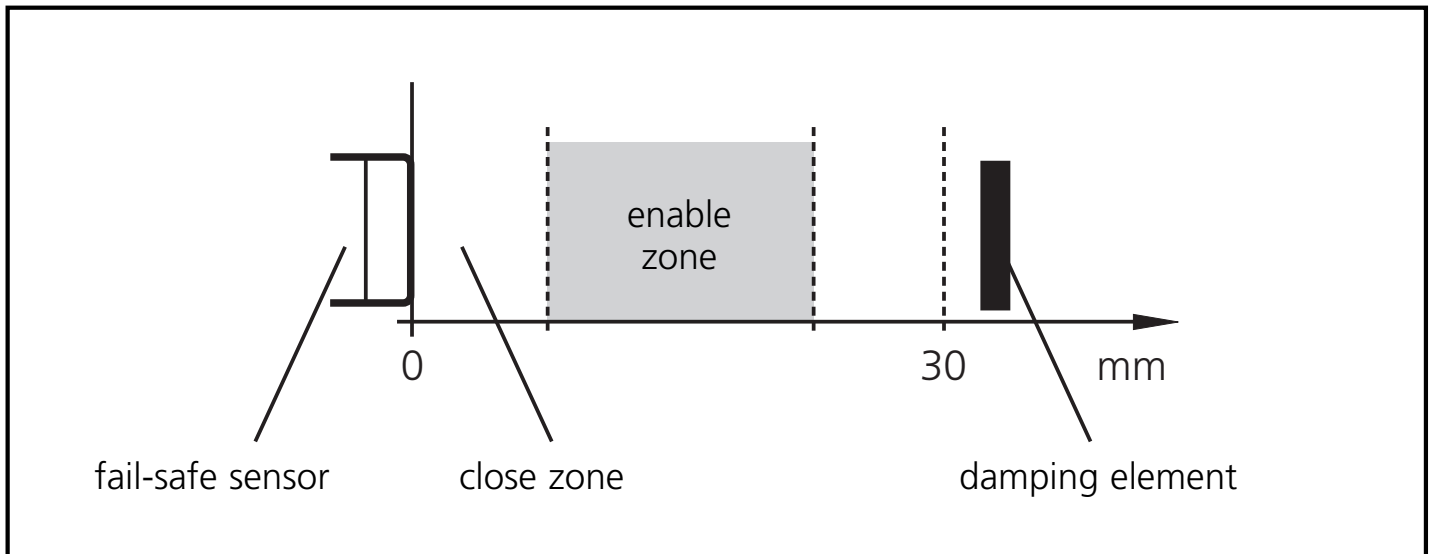 enable
zone
0
30
mm
fail-safe sensor
close zone
damping element